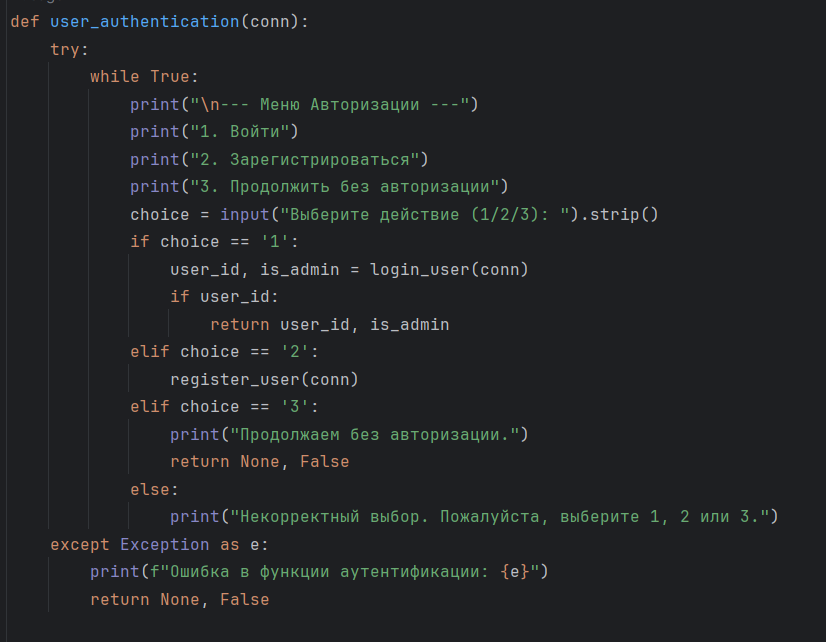 def user_authentication(conn):
    try:
        while True:
            print("\n--- Меню Авторизации ---")
            print("1. Войти")
            print("2. Зарегистрироваться")
            print("3. Продолжить без авторизации")
            choice = input("Выберите действие (1/2/3): ").strip()
            if choice == '1':
                user_id, is_admin = login_user(conn)
                if user_id:
                    return user_id, is_admin
            elif choice == '2':
                register_user(conn)
            elif choice == '3':
                print("Продолжаем без авторизации.")
                return None, False
            else:
                print("Некорректный выбор. Пожалуйста, выберите 1, 2 или 3.")
    except Exception as e:
        print(f"Ошибка в функции аутентификации: {e}")
        return None, False